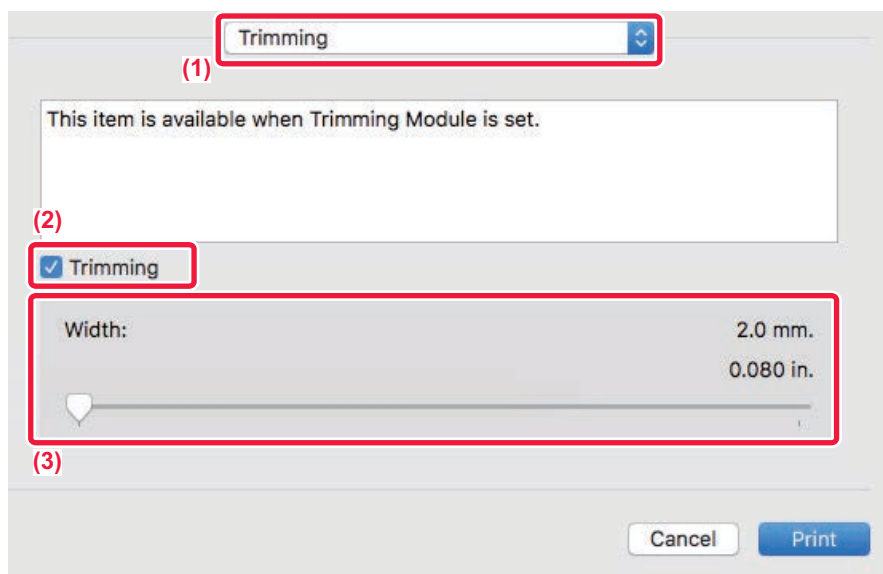 Trimming
(1)
This item is available when Trimming Module is set.
(2)
Trimming
Width: 2.0 mm.
0.080 in.
(3)
Cancel Print